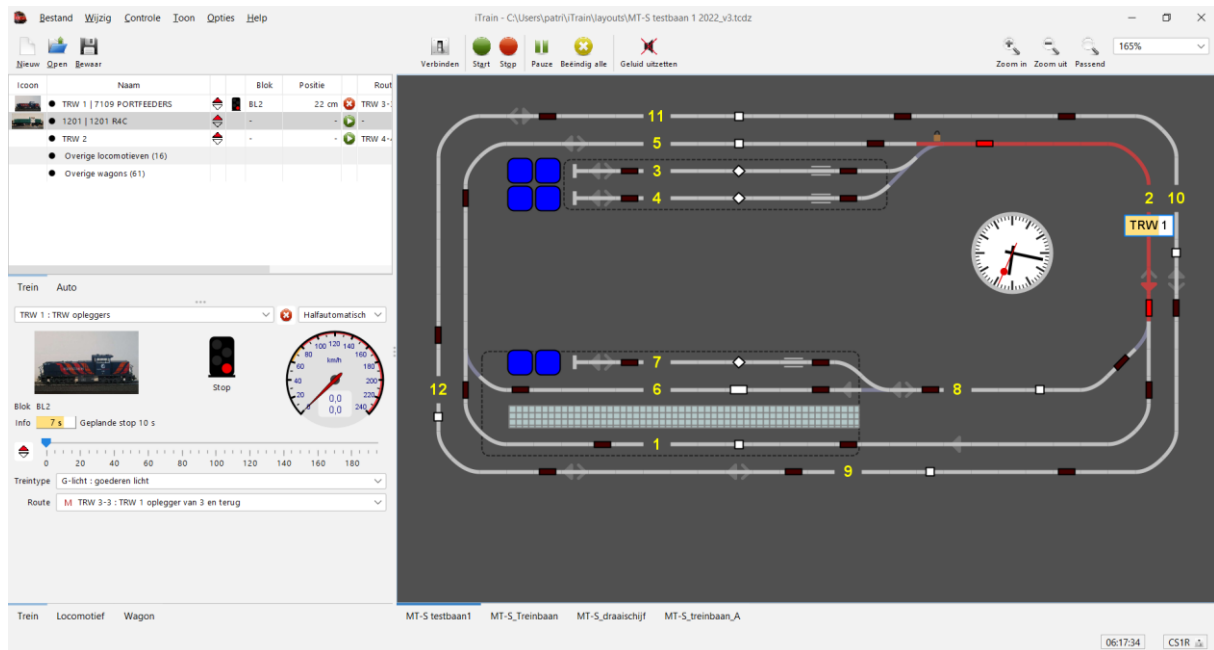 iTrain - C:\Users\patri\iTrain\layouts\MT-S testbaan 1 2022_v3.tcdz
Bestand Wijzig Controle Toon Opties Help
Nieuw Open Bewaar Verbinden Start Stop Pauze Beëindig alle Geluid uitzetten Zoom in Zoom uit Passend 165%
Icoon Naam Blok Positie Rout
TRW 1 | 7109 PORTFEEDERS BL2 22 cm TRW 3-
1201 | 1201 R4C - - -
TRW 2 - - TRW 4-
Overige locomotieven (16)
Overige wagons (61)
Trein Auto
TRW 1 : TRW opleggers Halfautomatisch
Stop
km/h
0 20 40 60 80 100 120 140 160 180 200 220 240
0,0
0,0
Blok BL2
Info 7 s Geplande stop 10 s
0 20 40 60 80 100 120 140 160 180
Treintype G-licht : goederen licht
Route M TRW 3-3 : TRW 1 oplegger van 3 en terug
Trein Locomotief Wagon
11
5
3
4
2 10
TRW 1
7
12 6 8
1
9
MT-S testbaan1 MT-S_Treinbaan MT-S_draaischijf MT-S_treinbaan_A
06:17:34 CS1R